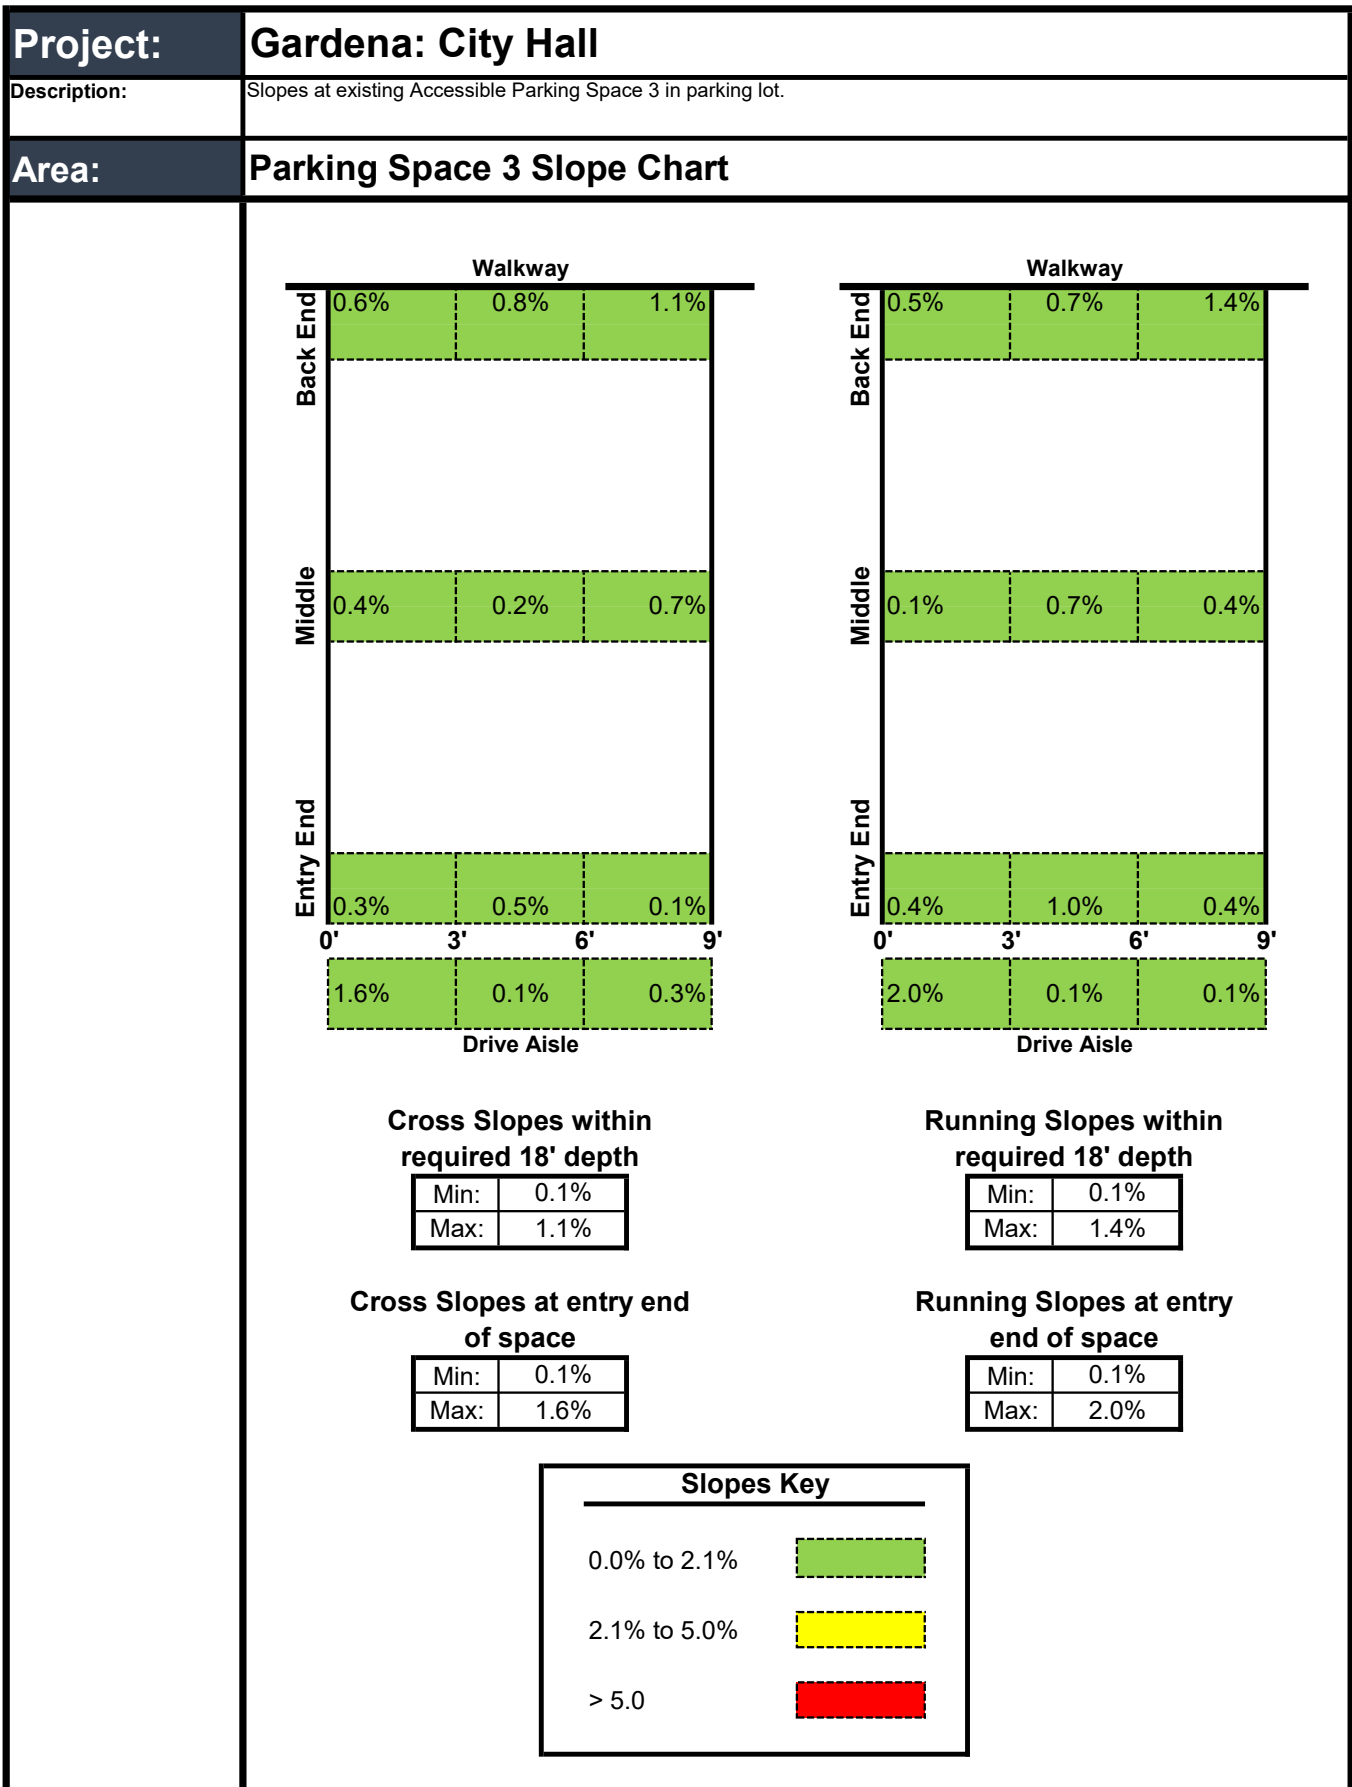 Project:
Gardena: City Hall
Description:
Slopes at existing Accessible Parking Space 3 in parking lot.
Area:
Parking Space 3 Slope Chart
Walkway
Back End
0.6% 0.8% 1.1%
Middle
0.4% 0.2% 0.7%
Entry End
0.3% 0.5% 0.1%
0' 3' 6' 9'
1.6% 0.1% 0.3%
Drive Aisle
Walkway
Back End
0.5% 0.7% 1.4%
Middle
0.1% 0.7% 0.4%
Entry End
0.4% 1.0% 0.4%
0' 3' 6' 9'
2.0% 0.1% 0.1%
Drive Aisle
Cross Slopes within
required 18' depth
Min: 0.1%
Max: 1.1%
Running Slopes within
required 18' depth
Min: 0.1%
Max: 1.4%
Cross Slopes at entry end
of space
Min: 0.1%
Max: 1.6%
Running Slopes at entry
end of space
Min: 0.1%
Max: 2.0%
Slopes Key
0.0% to 2.1%
2.1% to 5.0%
> 5.0